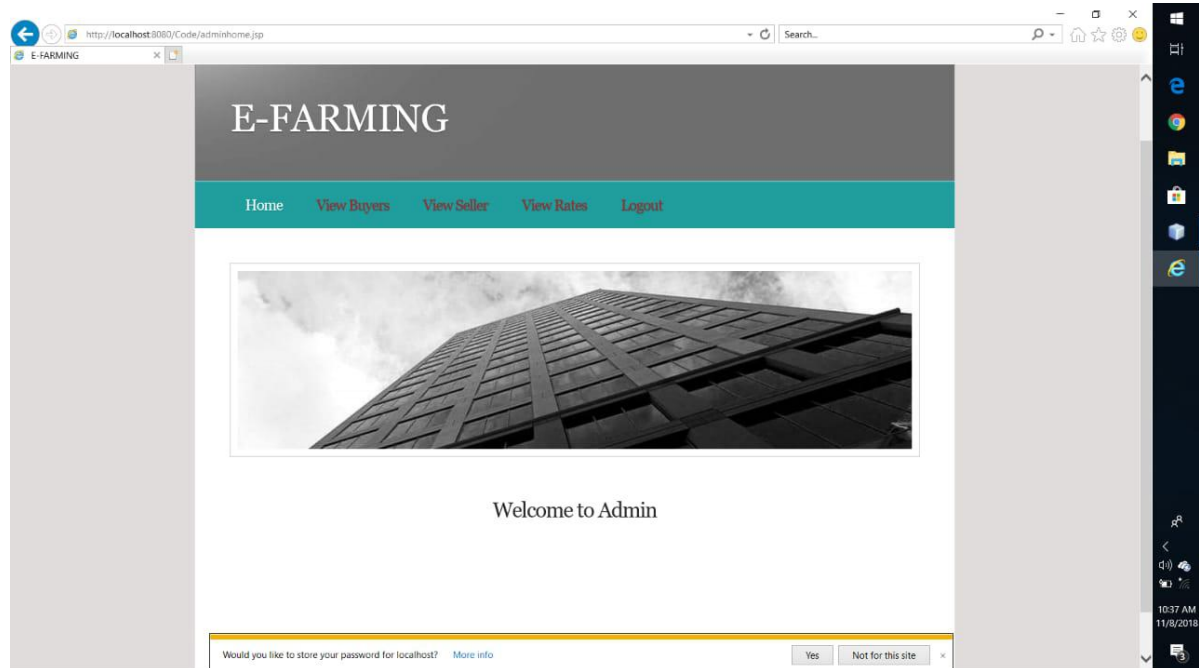 http://localhost:8080/Code/adminhome.jsp
Search...
E-FARMING
E-FARMING
Home View Buyers View Seller View Rates Logout
Welcome to Admin
Would you like to store your password for localhost? More info Yes Not for this site
10:37 AM
11/8/2018
3